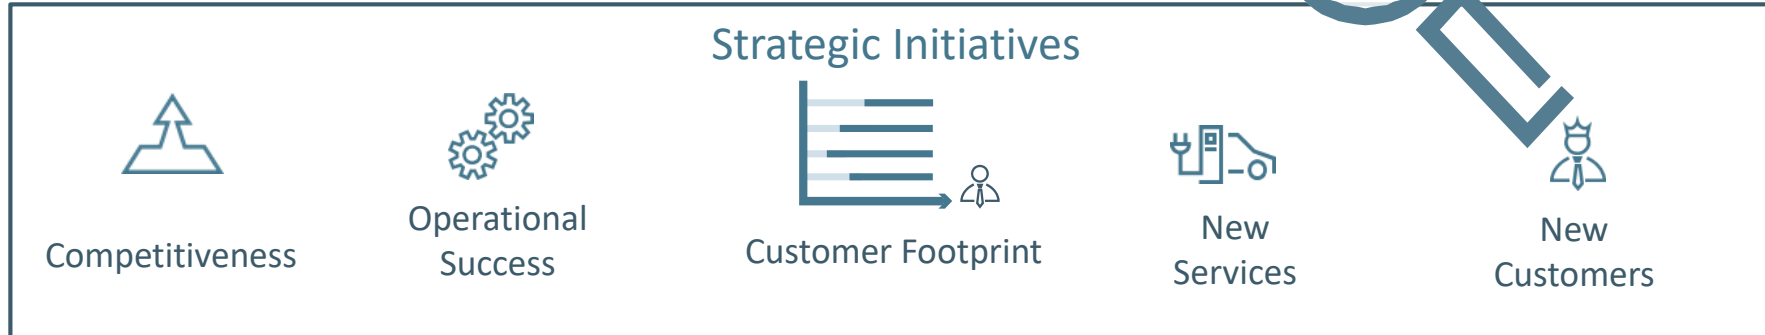 Strategic Initiatives
Competitiveness
Operational
Success
Customer Footprint
New
Services
New
Customers